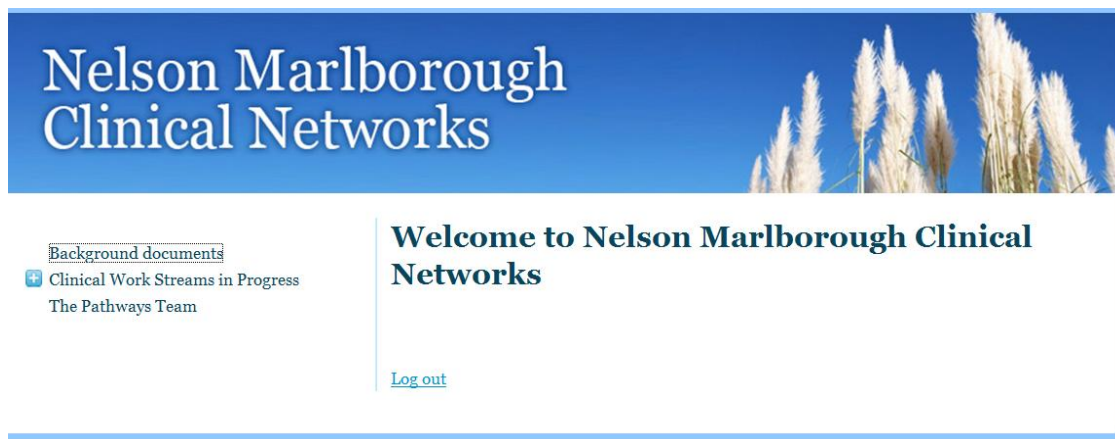 Nelson Marlborough
Clinical Networks
Background documents
Clinical Work Streams in Progress
The Pathways Team
Welcome to Nelson Marlborough Clinical
Networks
Log out